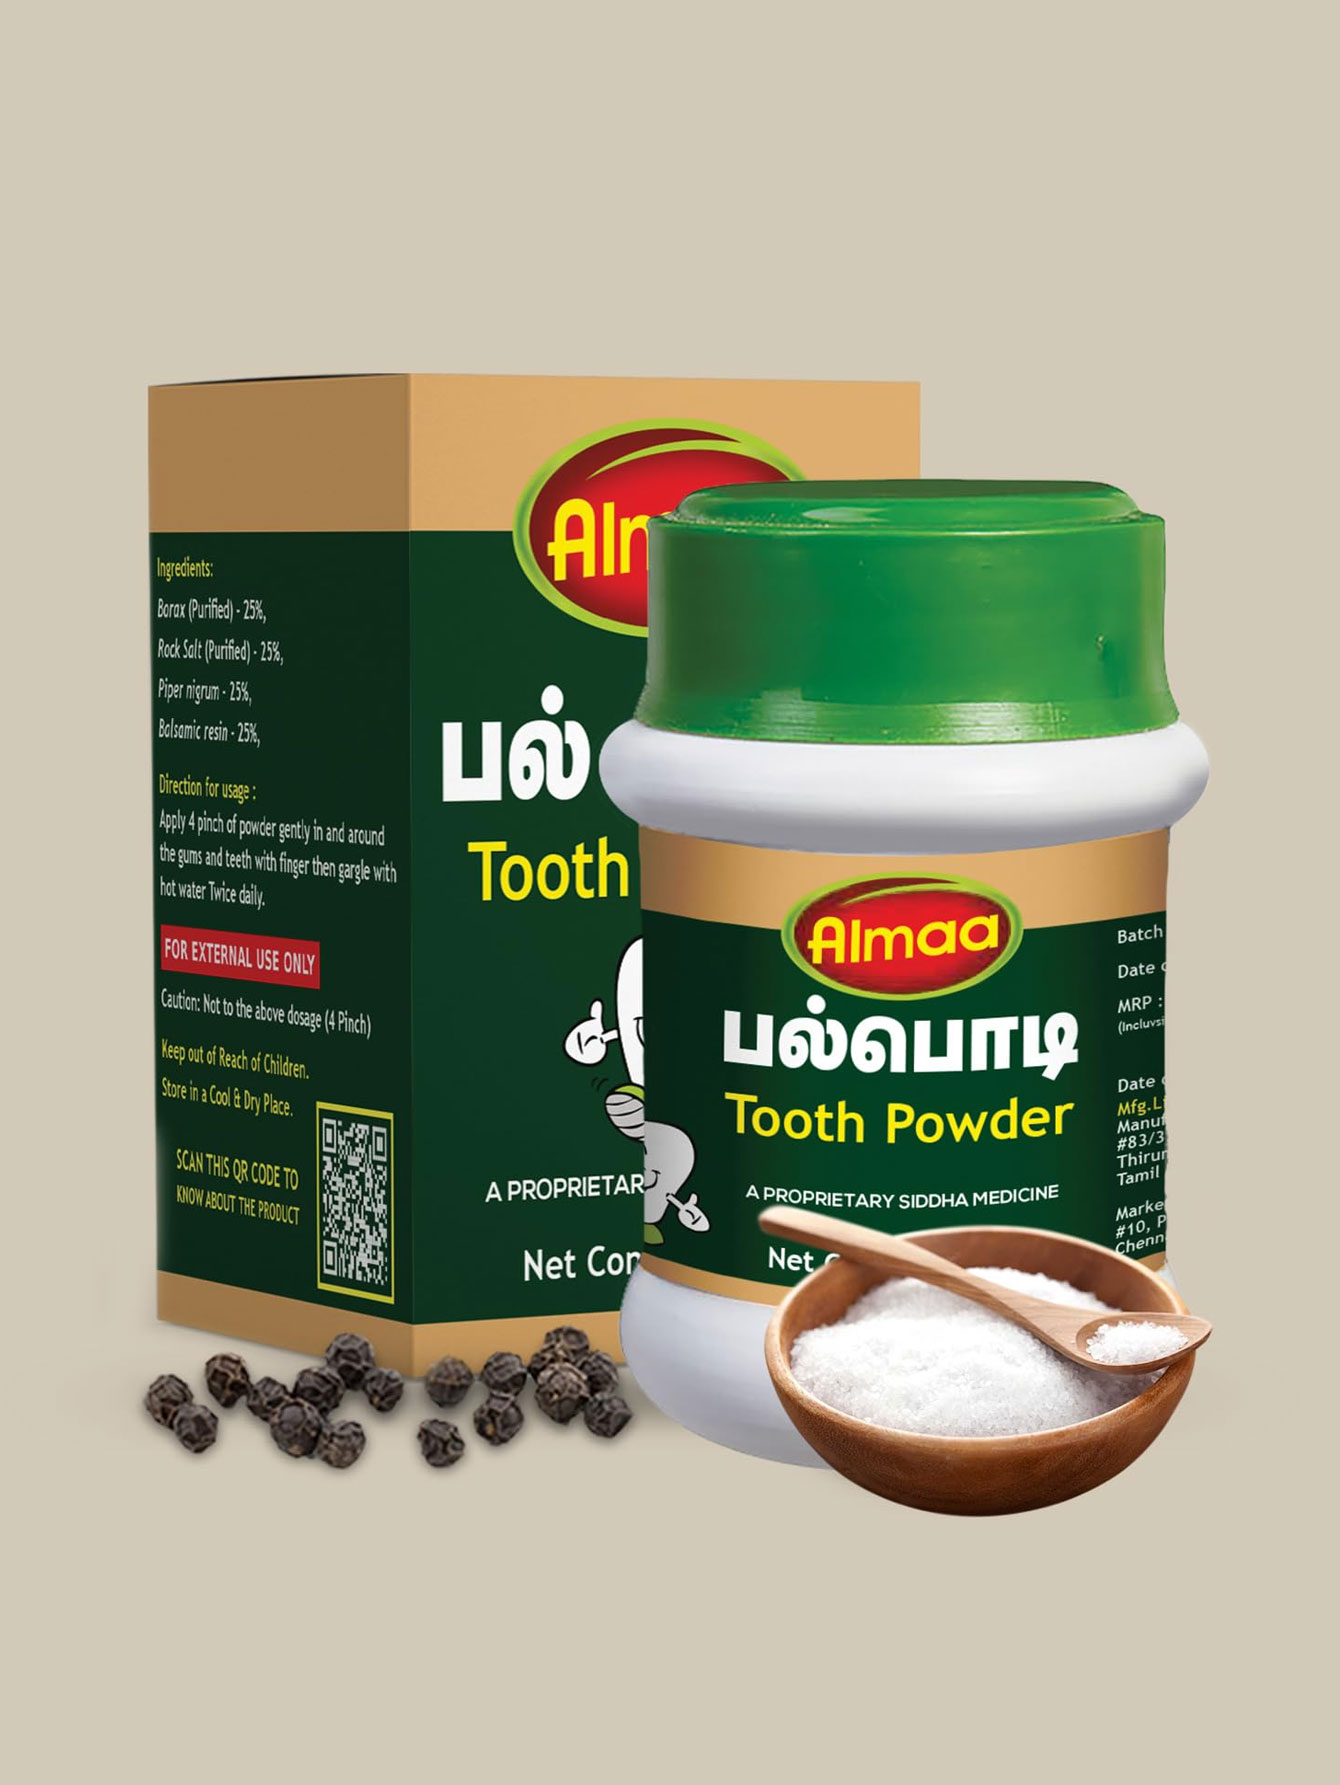 Ingredients:
Borax (Purified) - 25%,
Rock Salt (Purified) - 25%,
Piper nigrum - 25%,
Balsamic resin - 25%,
Direction for usage :
Apply 4 pinch of powder gently in and around
the gums and teeth with finger then gargle with
hot water Twice daily.
FOR EXTERNAL USE ONLY
Caution: Not to the above dosage (4 Pinch)
Keep out of Reach of Children.
Store in a Cool & Dry Place.
SCAN THIS QR CODE TO
KNOW ABOUT THE PRODUCT
பல்
Tooth
Net
Almaa
பல்பொடி
Tooth Powder
A PROPRIETARY SIDDHA MEDICINE
Net
Batch
Date
MRP :
Date
#10,
Tamil